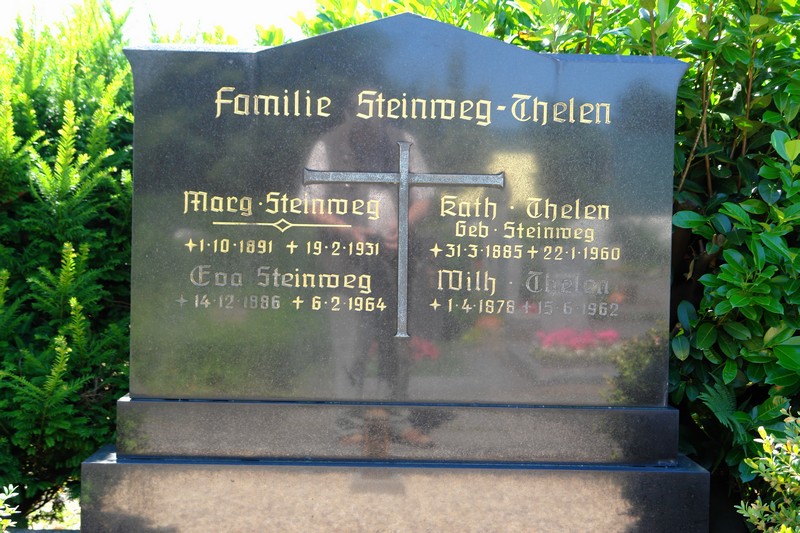 Familie Steinweg-Thelen
Marg · Steinweg
✦1·10·1891 +19·2·1931
Eva Steinweg
✦14·12·1886 +6·2·1964
Kath · Thelen
Geb · Steinweg
✦31·3·1885 +22·1·1960
Wilh · Thelen
✦1·4·1878 +15·6·1962